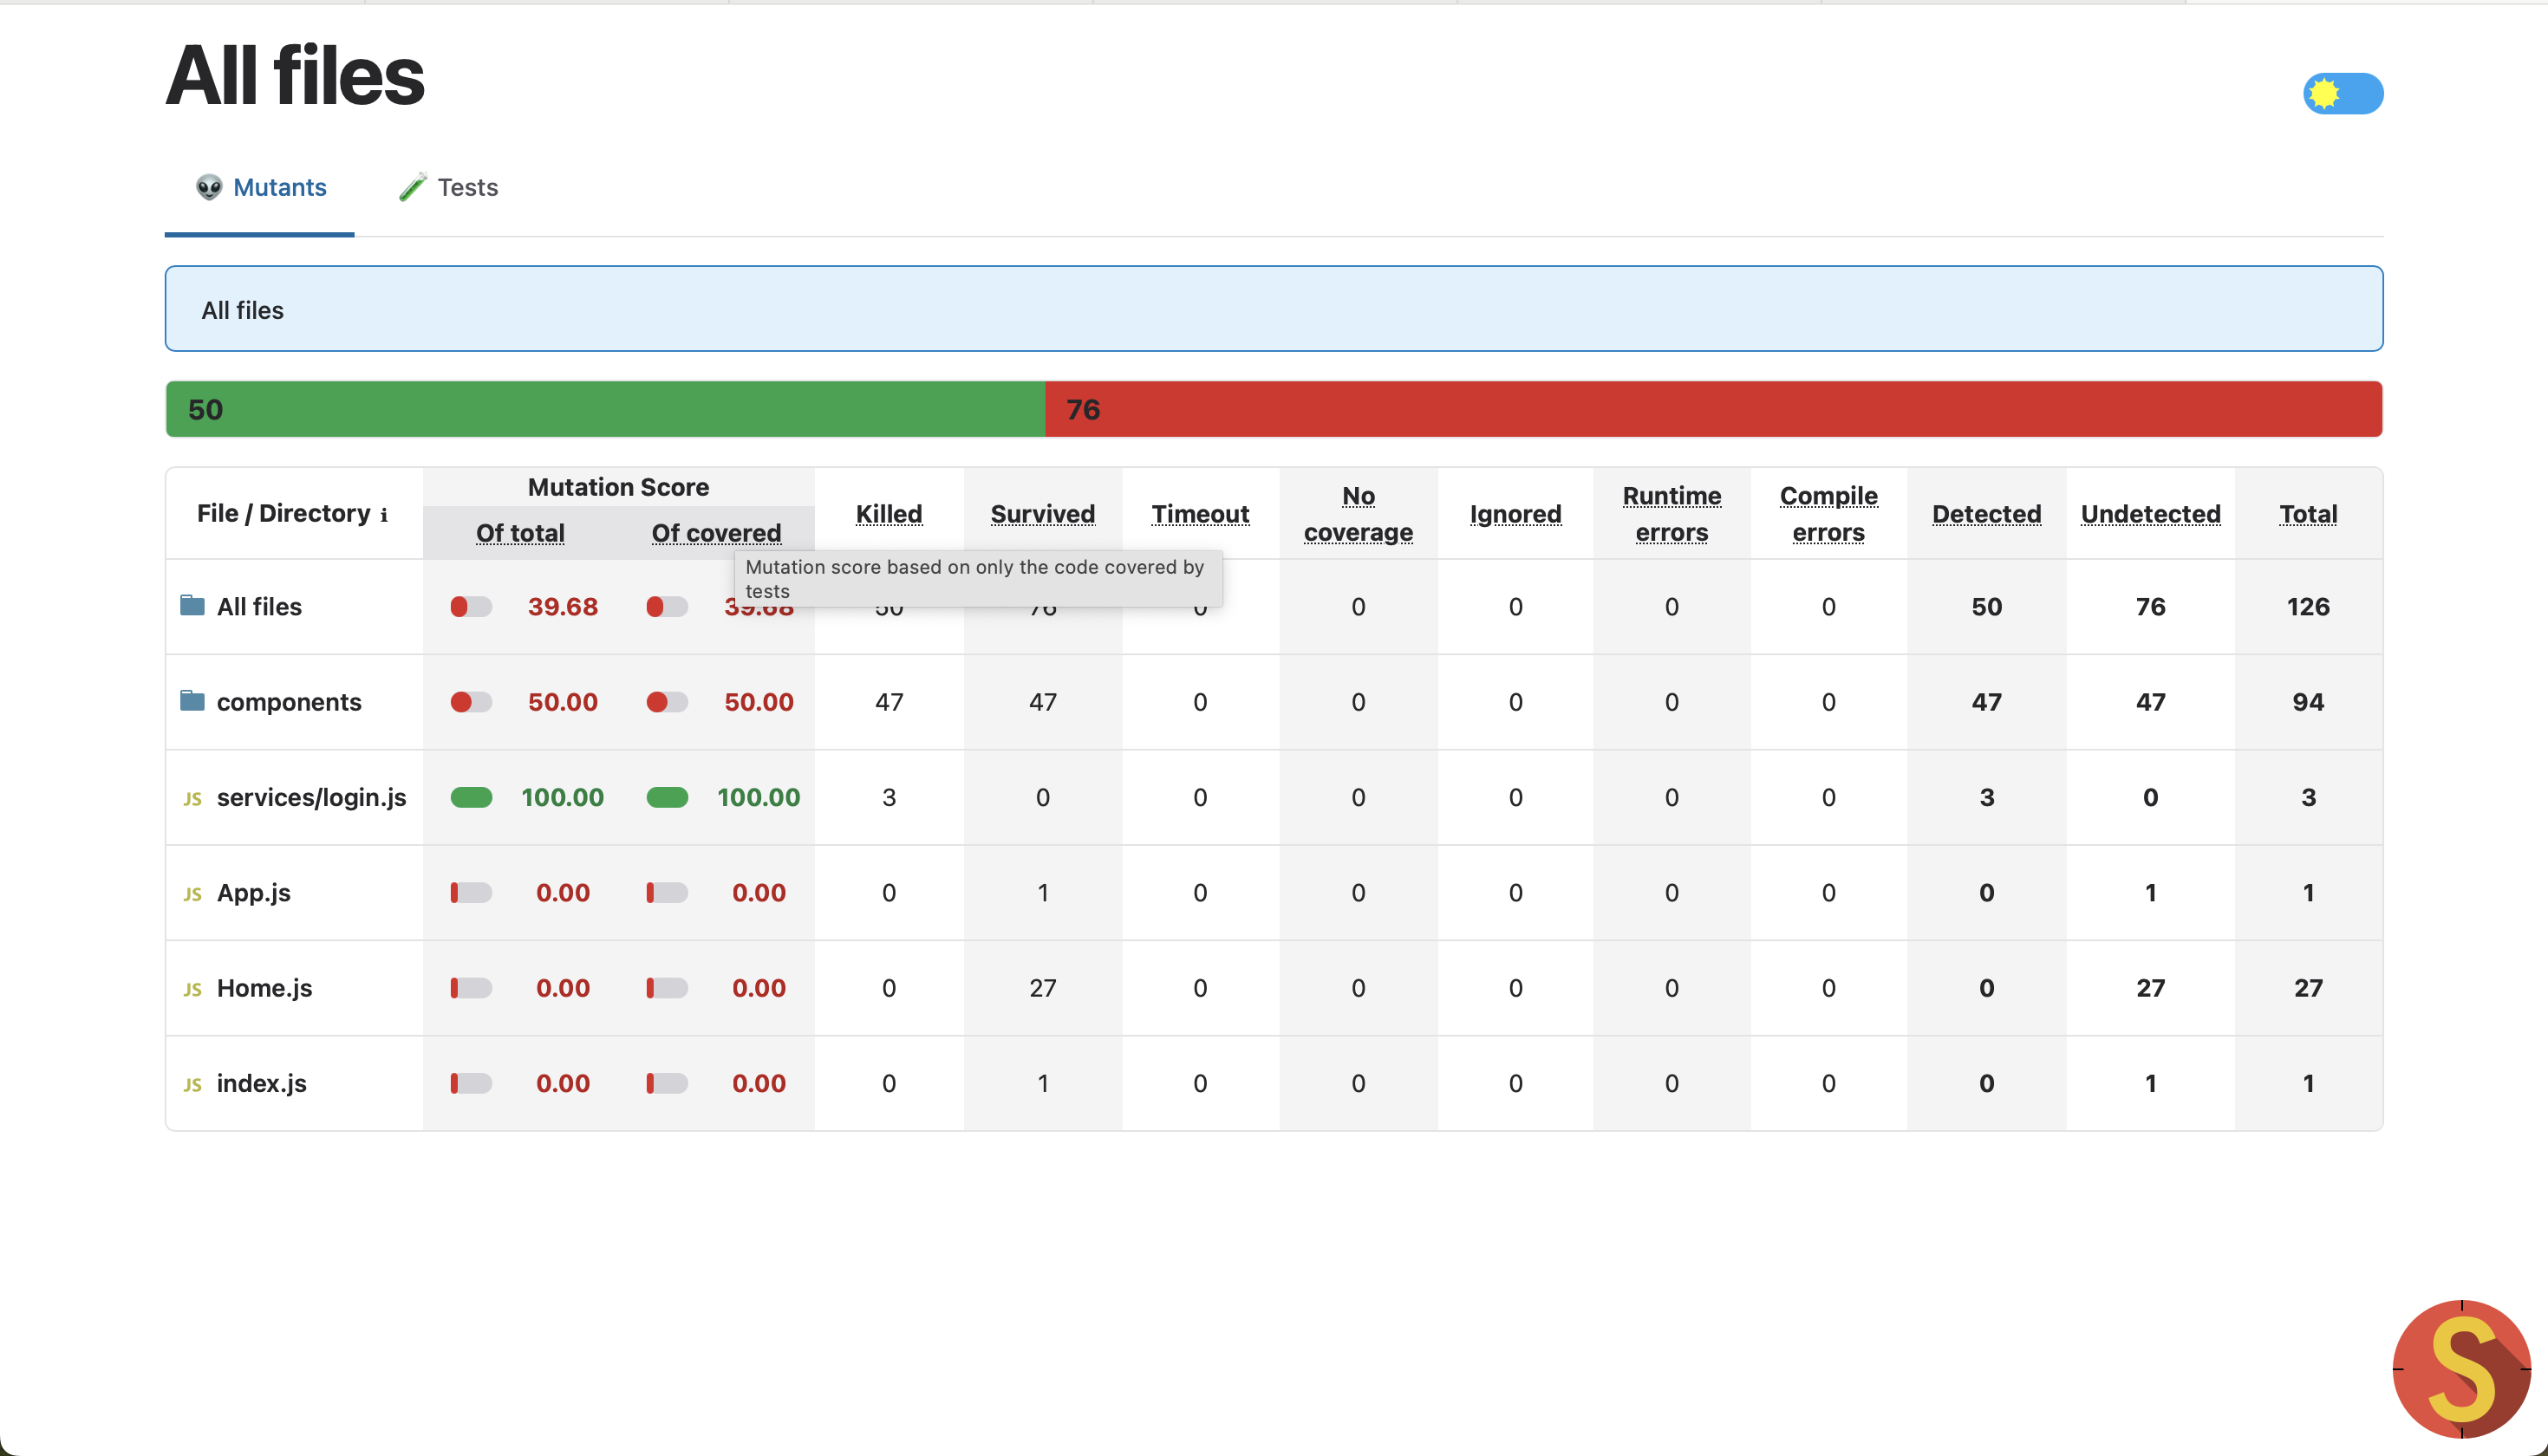 All files
Mutants
Tests
All files
50 76
File / Directory i Mutation Score Of total Of covered Killed Survived Timeout No coverage Ignored Runtime errors Compile errors Detected Undetected Total
Mutation score based on only the code covered by
tests
All files 39.68 39.68 50 76 0 0 0 0 0 50 76 126
components 50.00 50.00 47 47 0 0 0 0 0 47 47 94
JS services/login.js 100.00 100.00 3 0 0 0 0 0 0 3 0 3
JS App.js 0.00 0.00 0 1 0 0 0 0 0 0 1 1
JS Home.js 0.00 0.00 0 27 0 0 0 0 0 0 27 27
JS index.js 0.00 0.00 0 1 0 0 0 0 0 0 1 1
S